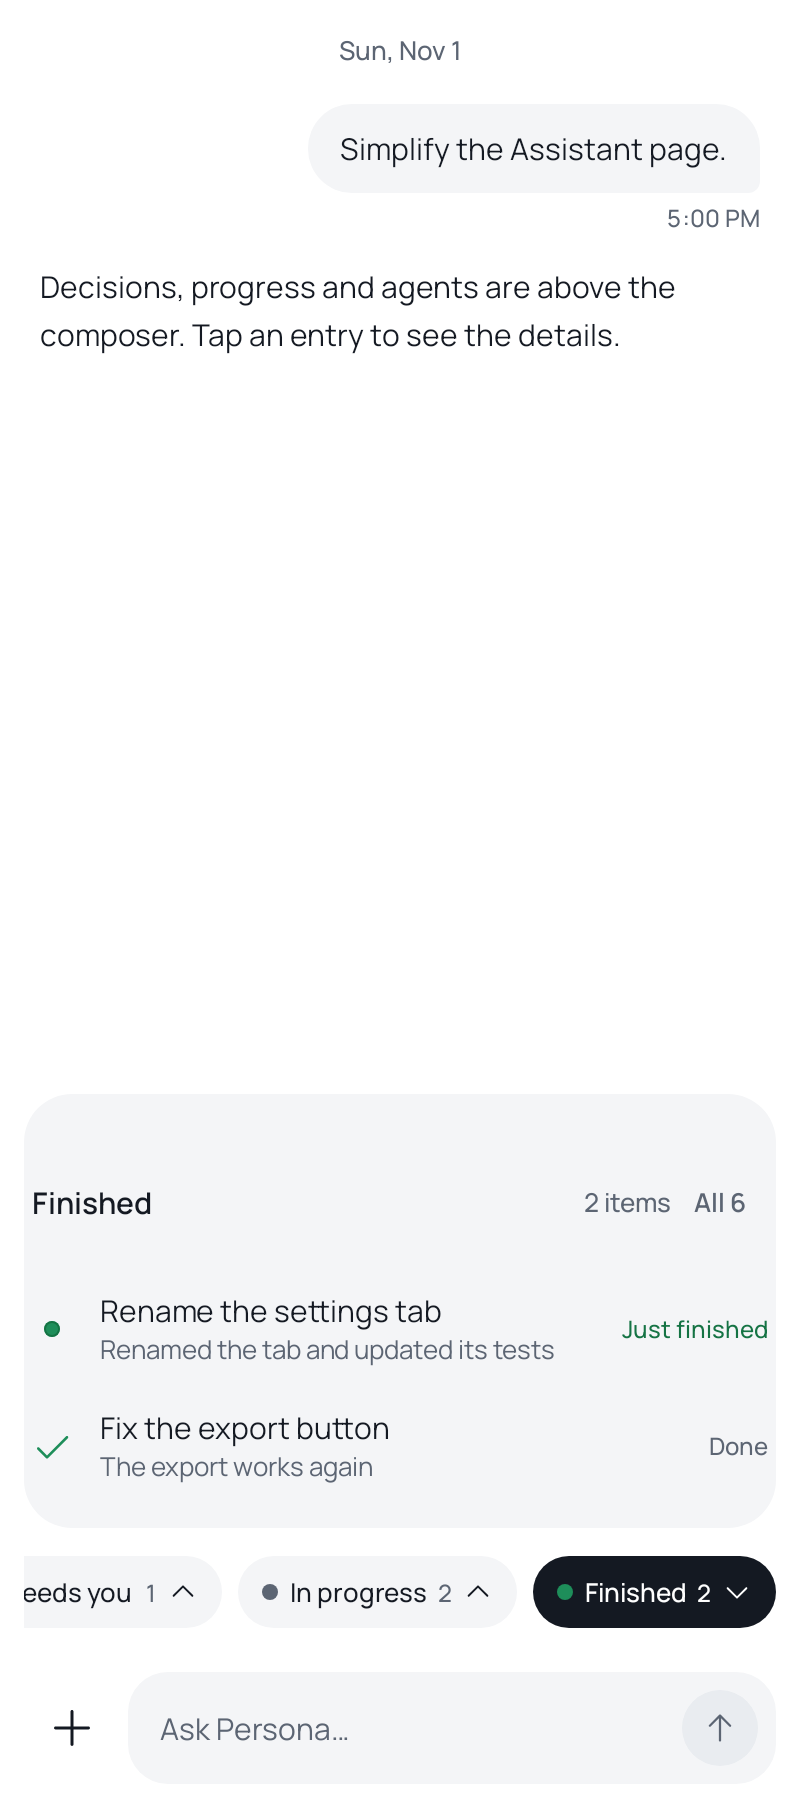 Sun, Nov 1
Simplify the Assistant page.
5:00 PM
Decisions, progress and agents are above the
composer. Tap an entry to see the details.
Finished 2 items All 6
Rename the settings tab
Renamed the tab and updated its tests
Just finished
Fix the export button
The export works again
Done
eeds you 1 In progress 2 Finished 2
Ask Persona...